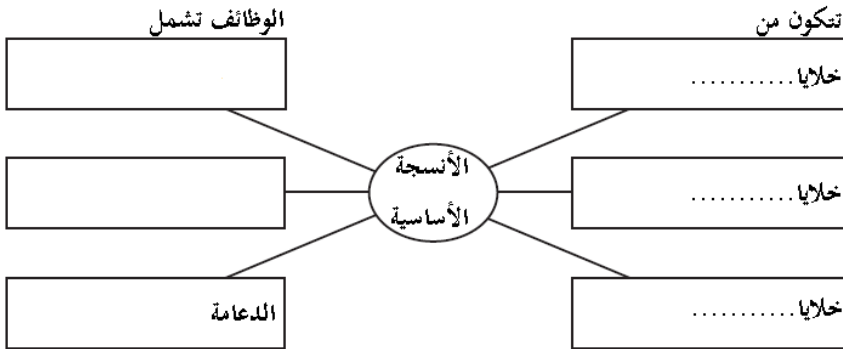 تتكون من
الوظائف تشمل
خلايا...........
الأنسجة
الأساسية
خلايا...........
خلايا...........
الدعامة